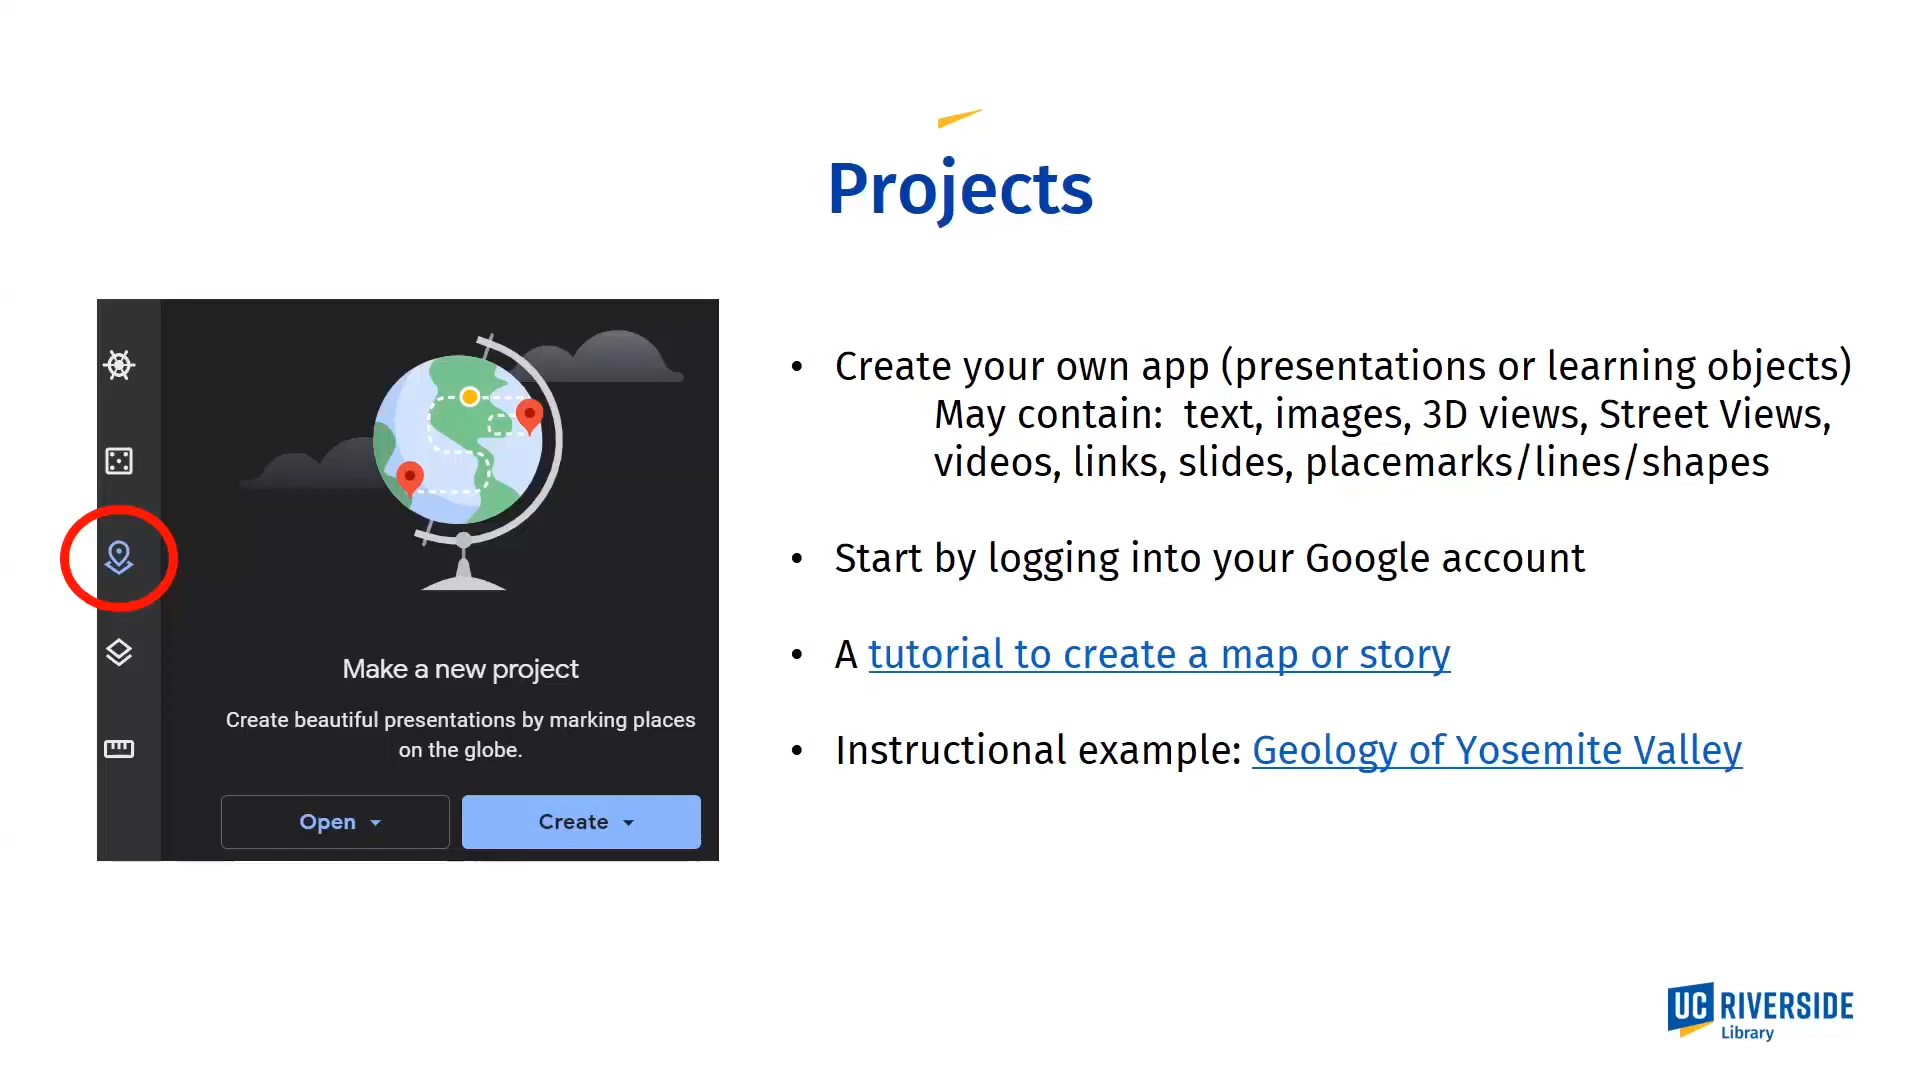 Projects
Make a new project
Create beautiful presentations by marking places
on the globe.
Open
Create
• Create your own app (presentations or learning objects)
May contain:  text, images, 3D views, Street Views,
videos, links, slides, placemarks/lines/shapes
• Start by logging into your Google account
• A tutorial to create a map or story
• Instructional example: Geology of Yosemite Valley
UC RIVERSIDE
Library